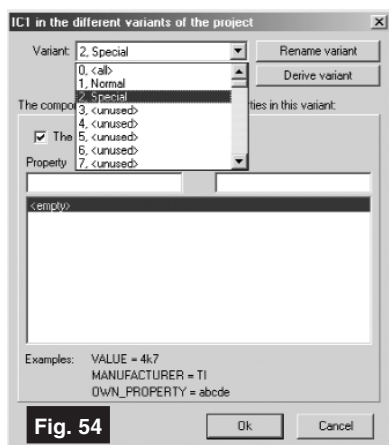 IC1 in the different variants of the project
Variant: 2, Special
Rename variant
0, <all>
1, Normal
Derive variant
2, Special
3, <unused>
The compo
ties in this variant:
4, <unused>
5, <unused>
The
6, <unused>
Property
7, <unused>
<empty>
Examples: VALUE = 4k7
MANUFACTURER = TI
OWN_PROPERTY = abcde
Fig. 54
Ok
Cancel